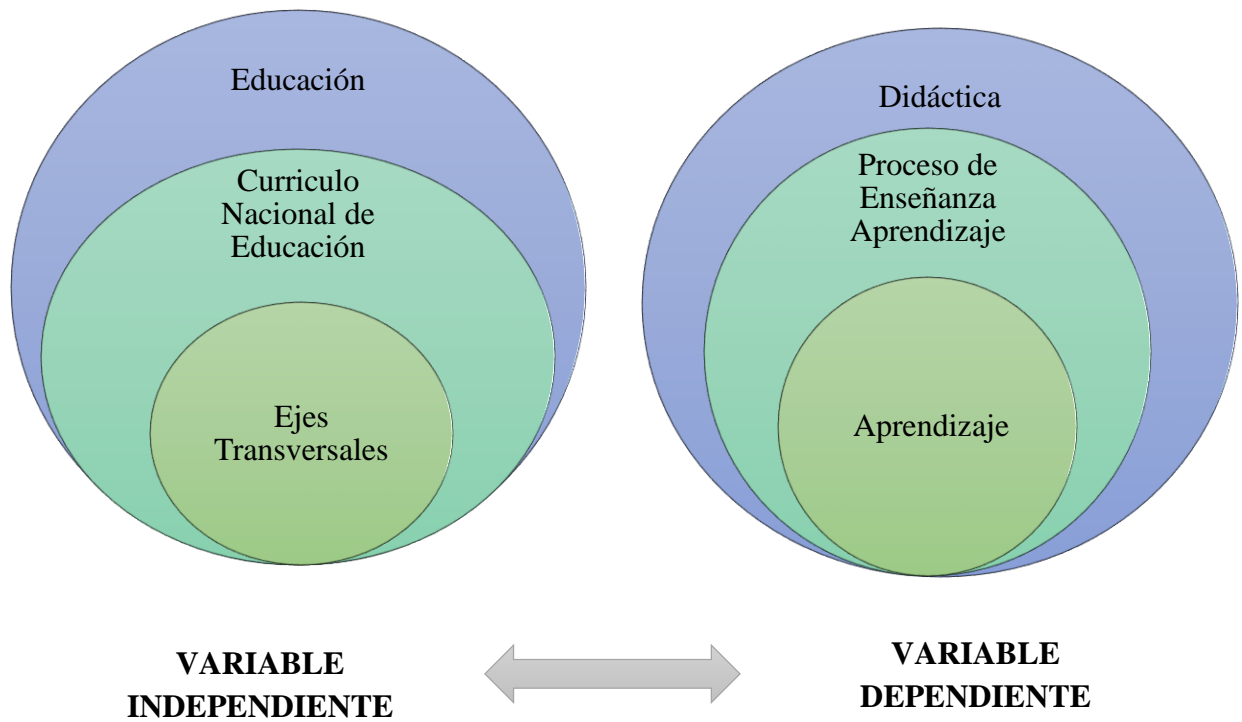 Educación
Curriculo
Nacional de
Educación
Ejes
Transversales
Didáctica
Proceso de
Enseñanza
Aprendizaje
Aprendizaje
VARIABLE
INDEPENDIENTE
VARIABLE
DEPENDIENTE